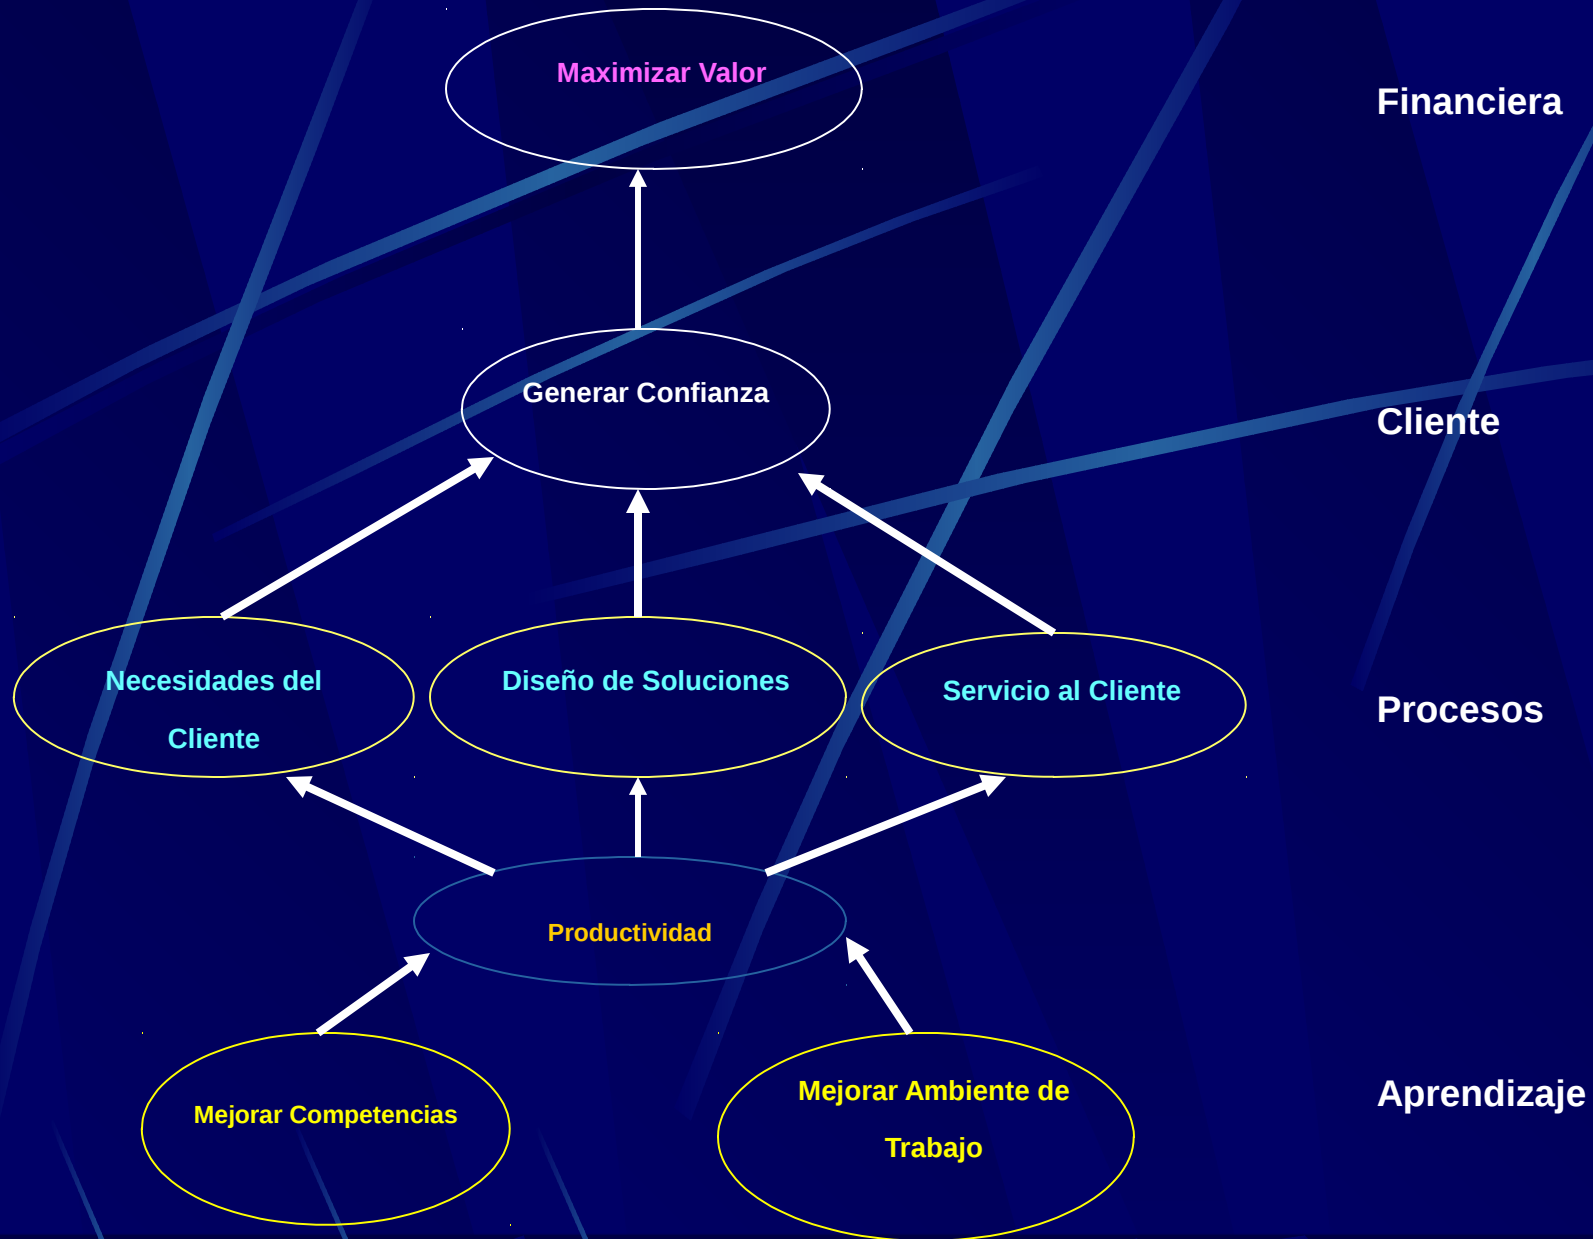 Maximizar Valor
Financiera
Generar Confianza
Cliente
Necesidades del
Cliente
Diseño de Soluciones
Servicio al Cliente
Procesos
Productividad
Mejorar Competencias
Mejorar Ambiente de
Trabajo
Aprendizaje